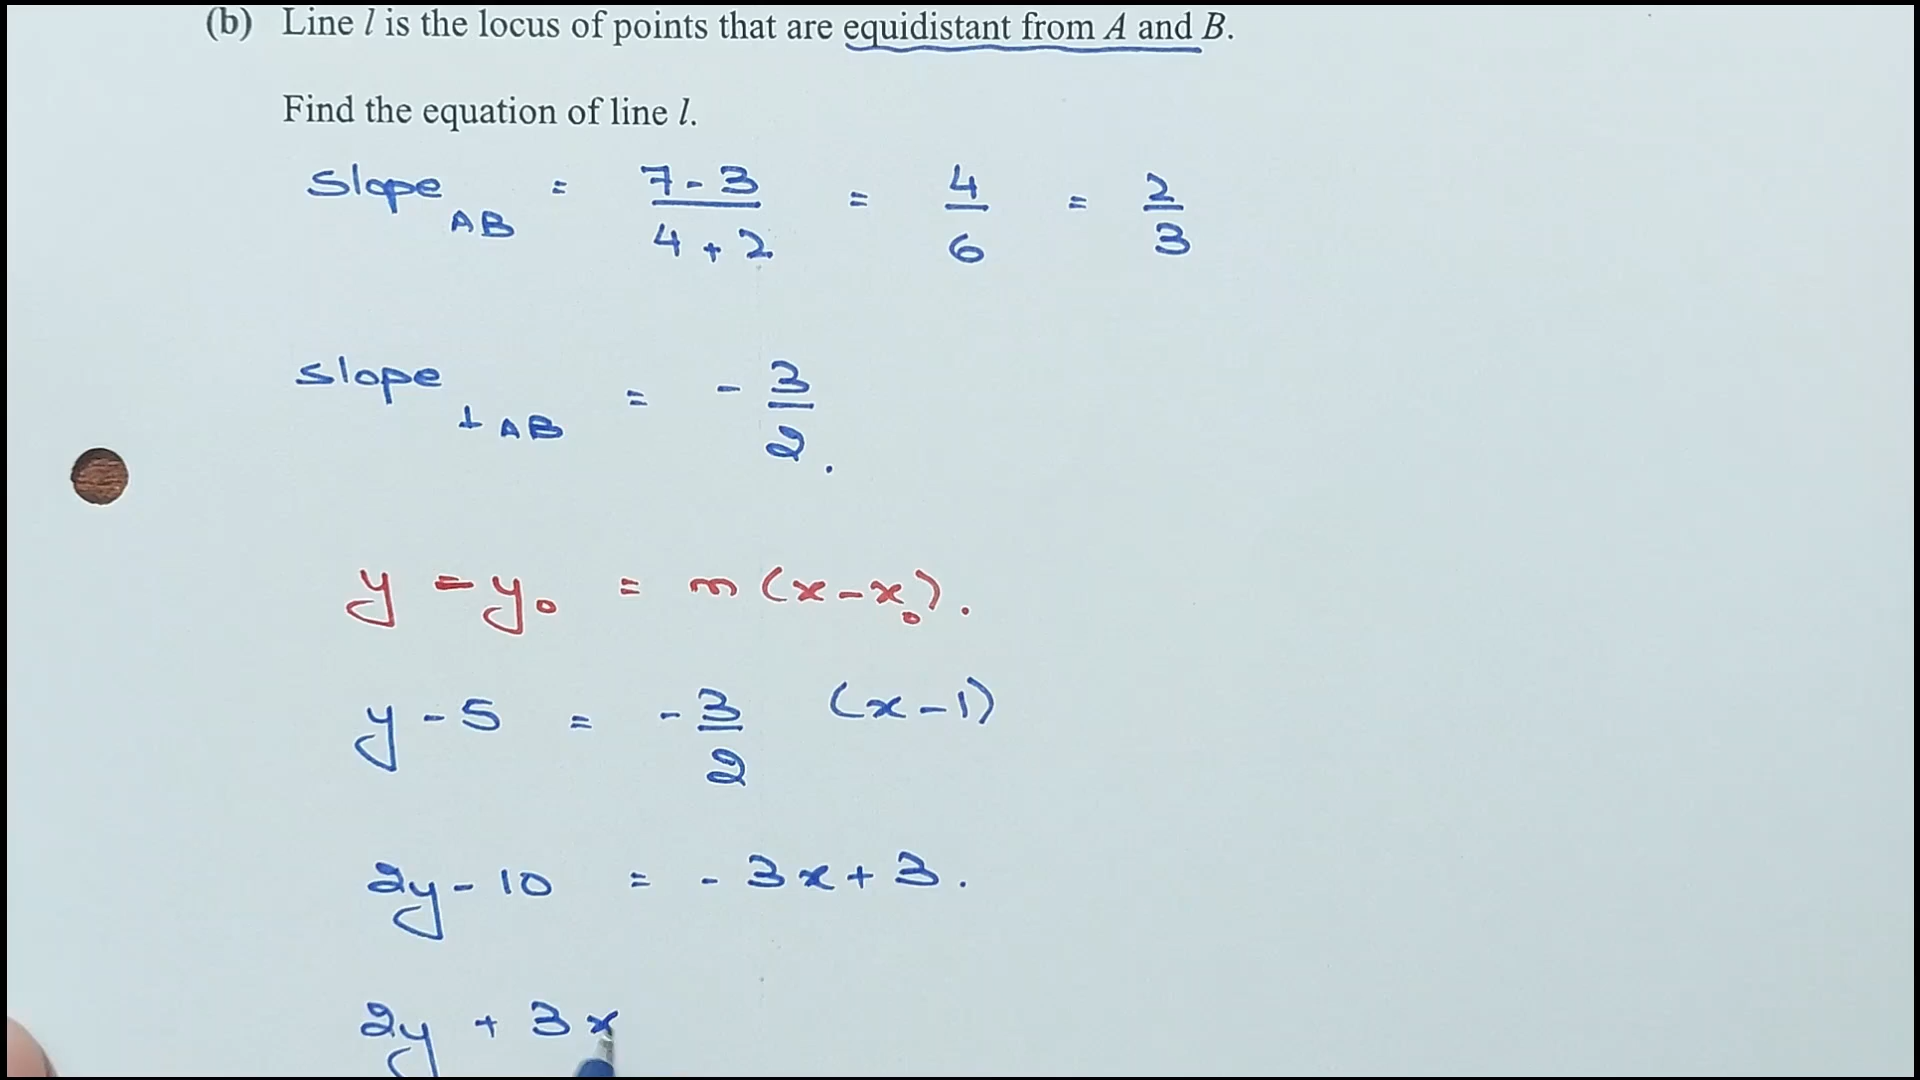 (b) Line l is the locus of points that are equidistant from A and B.
Find the equation of line l.
Slope AB = 7-3/4+2 = 4/6 = 2/3
slope ⊥AB = -3/2.
y - y₀ = m(x-x₀).
y-5 = -3/2 (x-1)
2y-10 = -3x+3.
2y + 3x